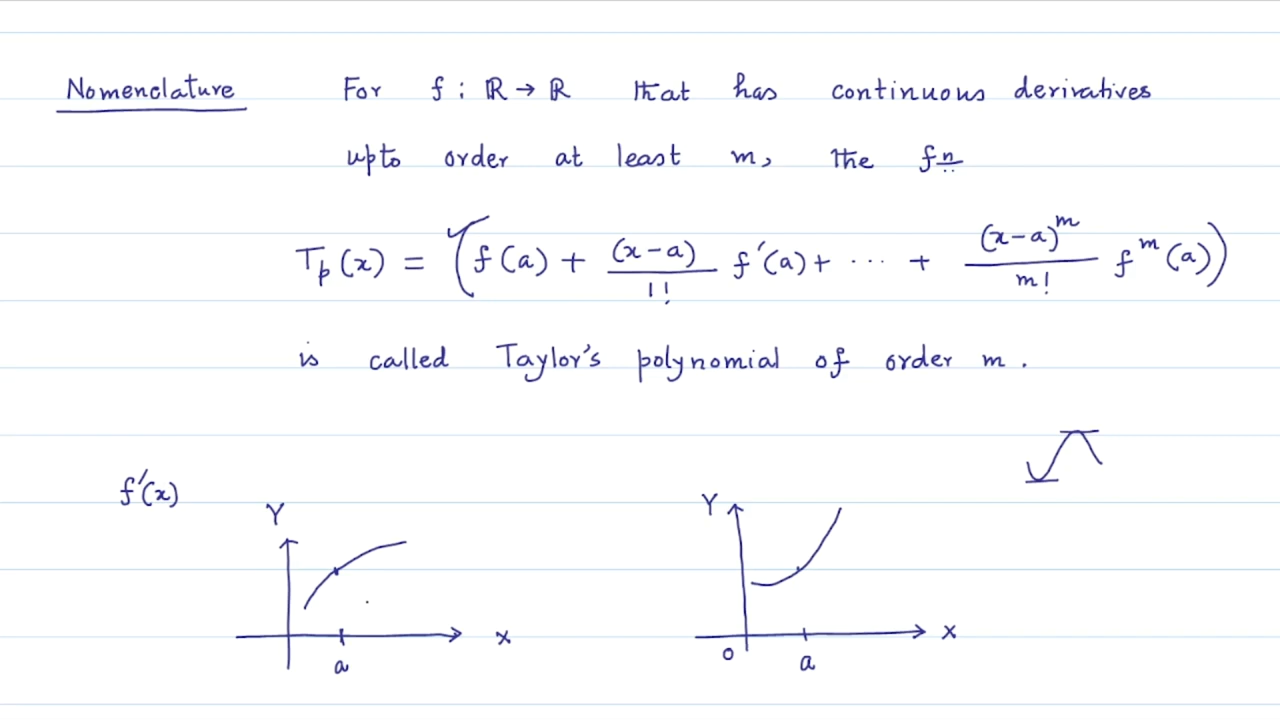 Nomenclature For f : ℝ → ℝ that has continuous derivatives
upto order at least m, the fn
Tp(x) = (f(a) + (x-a)/1! f'(a) + ... + (x-a)^m/m! f^m(a))
is called Taylor's polynomial of order m.
f'(x)
Y
a
x
Y
0
a
x